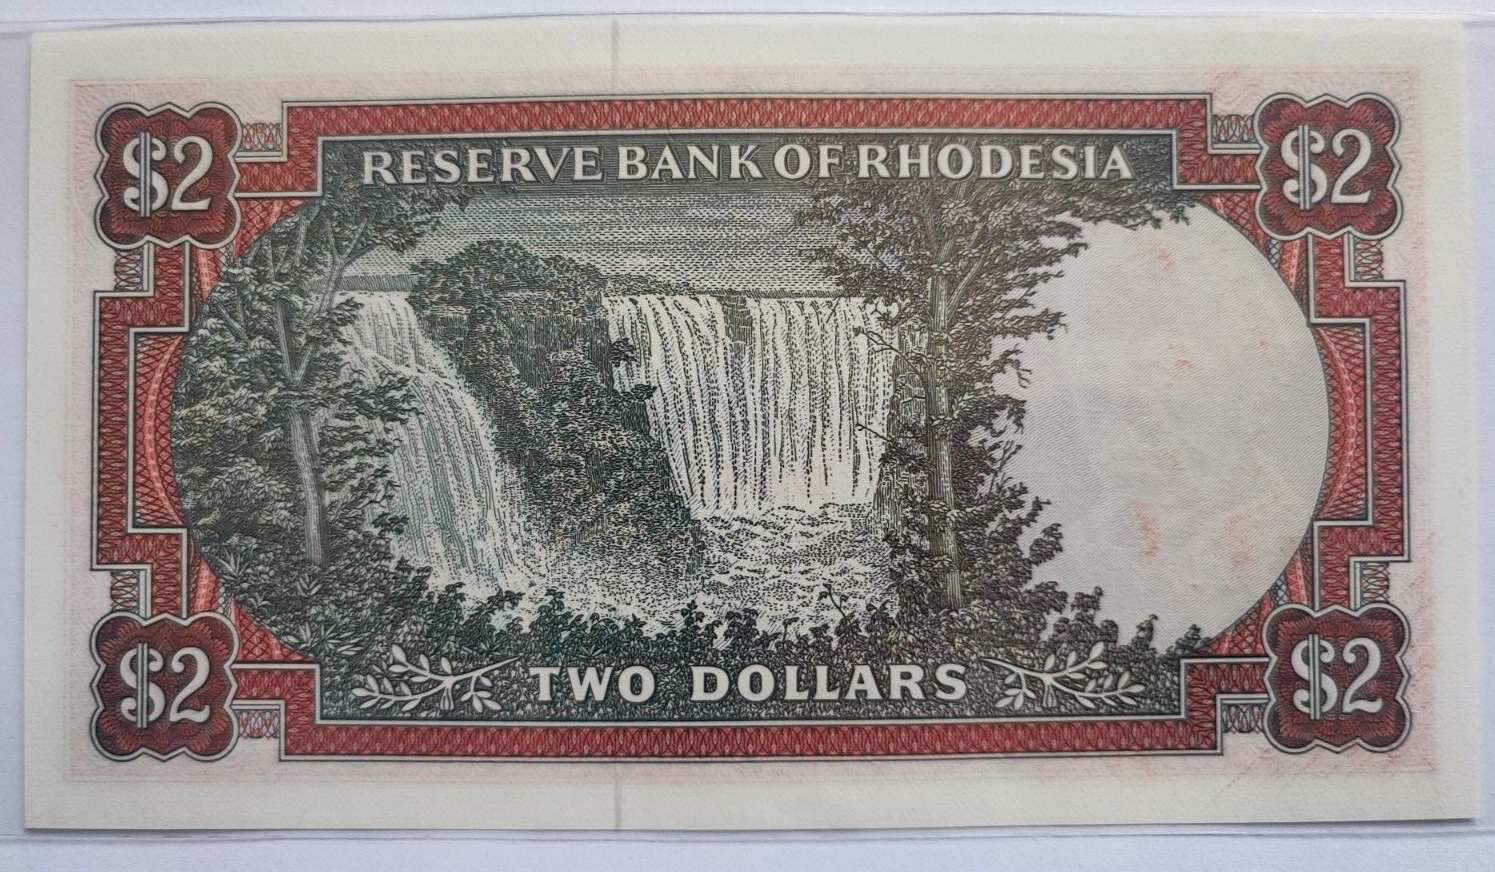 $2 $2
RESERVE BANK OF RHODESIA
TWO DOLLARS
$2 $2